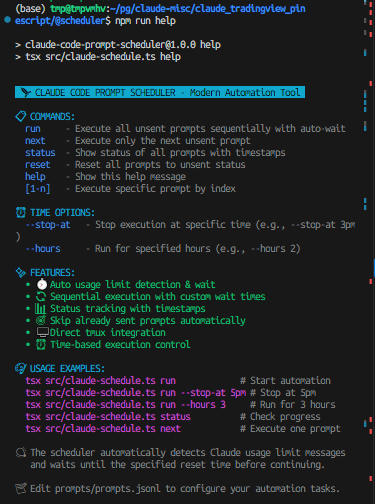 (base) tmp@tmpvmhv:~/pg/claude-misc/claude_tradingview_pin
escript/@scheduler$ npm run help
> claude-code-prompt-scheduler@1.0.0 help
> tsx src/claude-schedule.ts help
CLAUDE CODE PROMPT SCHEDULER - Modern Automation Tool
COMMANDS:
run - Execute all unsent prompts sequentially with auto-wait
next - Execute only the next unsent prompt
status - Show status of all prompts with timestamps
reset - Reset all prompts to unsent status
help - Show this help message
[1-n] - Execute specific prompt by index
TIME OPTIONS:
--stop-at - Stop execution at specific time (e.g., --stop-at 3pm
)
--hours - Run for specified hours (e.g., --hours 2)
FEATURES:
• Auto usage limit detection & wait
• Sequential execution with custom wait times
• Status tracking with timestamps
• Skip already sent prompts automatically
• Direct tmux integration
• Time-based execution control
USAGE EXAMPLES:
tsx src/claude-schedule.ts run # Start automation
tsx src/claude-schedule.ts run --stop-at 5pm # Stop at 5pm
tsx src/claude-schedule.ts run --hours 3 # Run for 3 hours
tsx src/claude-schedule.ts status # Check progress
tsx src/claude-schedule.ts next # Execute one prompt
The scheduler automatically detects Claude usage limit messages
and waits until the specified reset time before continuing.
Edit prompts/prompts.jsonl to configure your automation tasks.